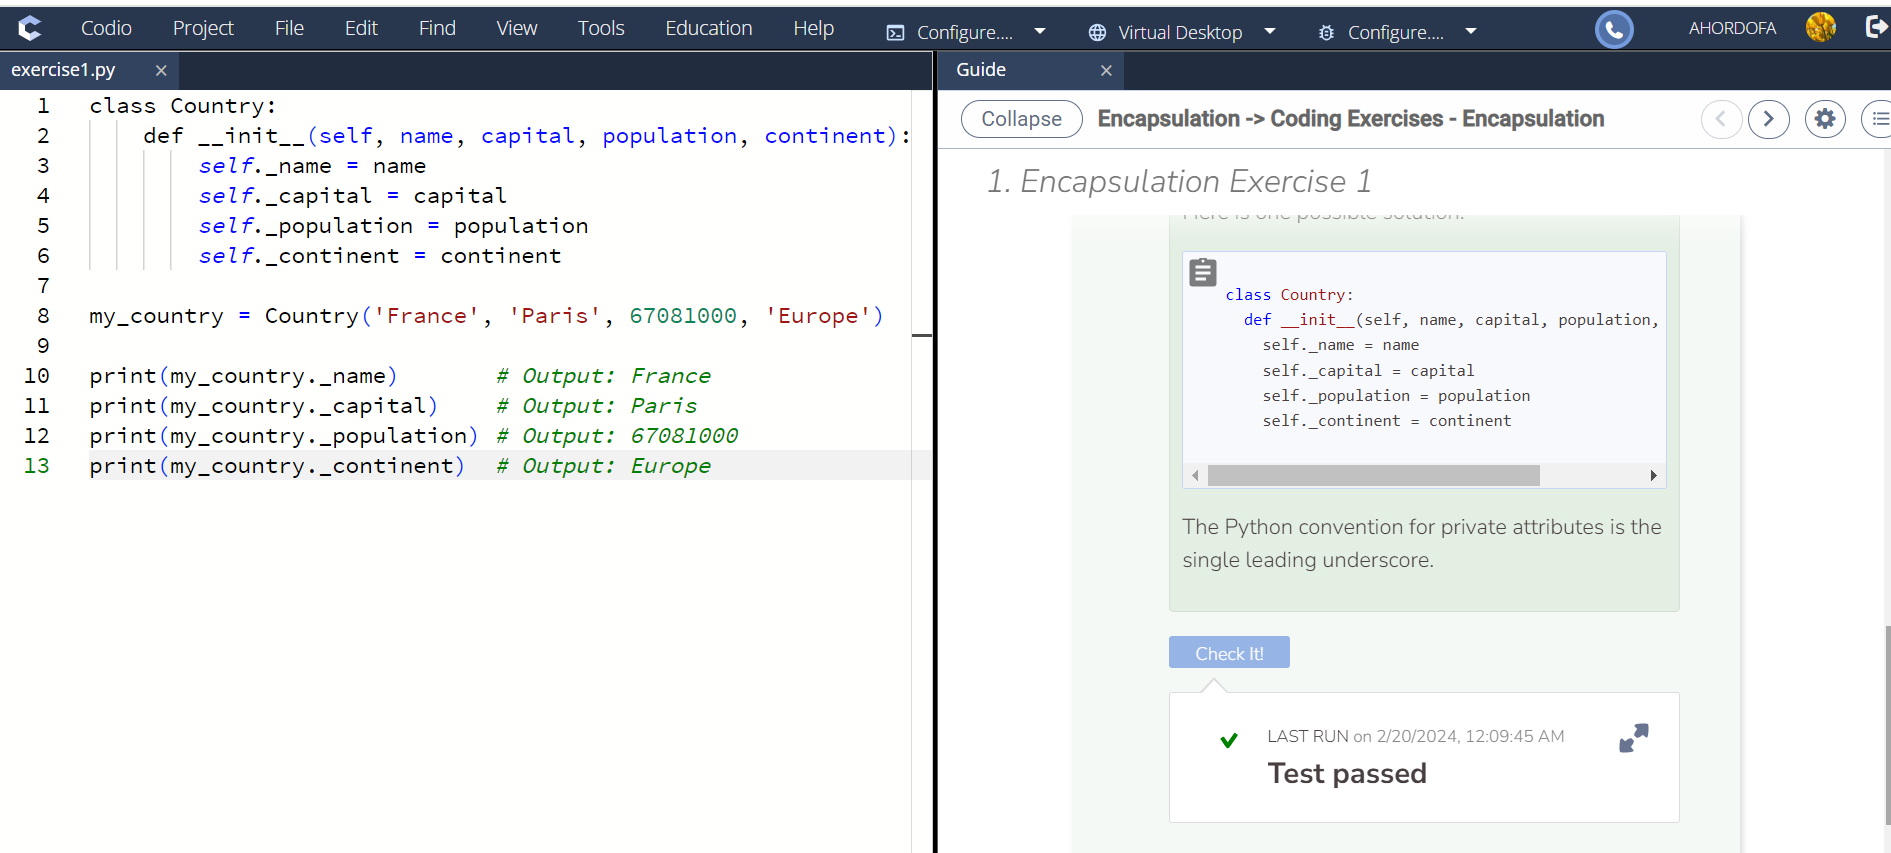 Codio Project File Edit Find View Tools Education Help Configure.... Virtual Desktop Configure.... AHORDOFA
exercise1.py ×
1 class Country:
2 def __init__(self, name, capital, population, continent):
3 self._name = name
4 self._capital = capital
5 self._population = population
6 self._continent = continent
7
8 my_country = Country('France', 'Paris', 67081000, 'Europe')
9
10 print(my_country._name) # Output: France
11 print(my_country._capital) # Output: Paris
12 print(my_country._population) # Output: 67081000
13 print(my_country._continent) # Output: Europe
Guide ×
Collapse Encapsulation -> Coding Exercises - Encapsulation
1. Encapsulation Exercise 1
Here is one possible solution:
class Country:
def __init__(self, name, capital, population,
self._name = name
self._capital = capital
self._population = population
self._continent = continent
The Python convention for private attributes is the
single leading underscore.
Check It!
LAST RUN on 2/20/2024, 12:09:45 AM
Test passed